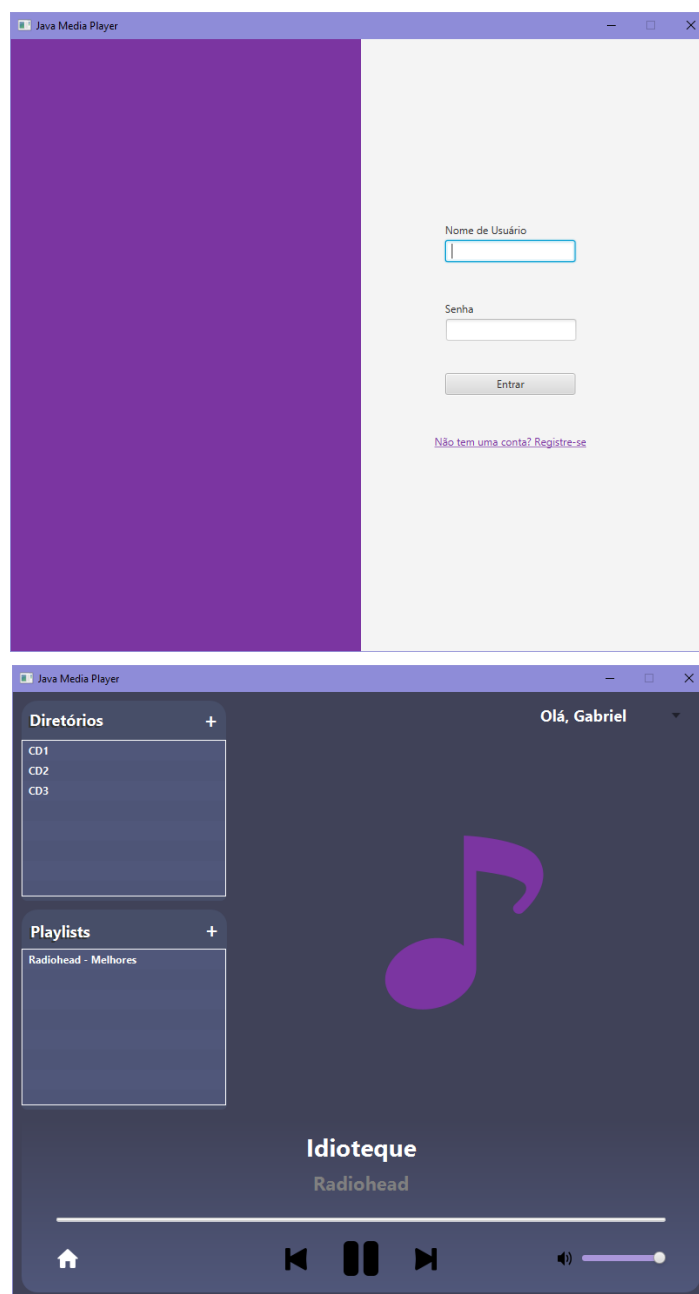 Java Media Player
Nome de Usuário
Senha
Entrar
Não tem uma conta? Registre-se
Java Media Player
Diretórios +
Olá, Gabriel
CD1
CD2
CD3
Playlists +
Radiohead - Melhores
Idioteque
Radiohead